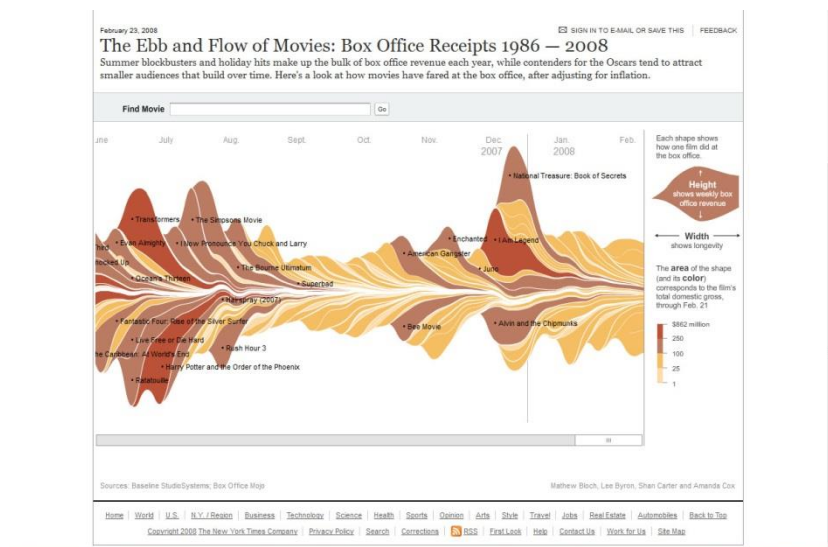 February 23, 2008
SIGN IN TO E-MAIL OR SAVE THIS
FEEDBACK
The Ebb and Flow of Movies: Box Office Receipts 1986 — 2008
Summer blockbusters and holiday hits make up the bulk of box office revenue each year, while contenders for the Oscars tend to attract
smaller audiences that build over time. Here's a look at how movies have fared at the box office, after adjusting for inflation.
Find Movie
Go
une
July
Aug.
Sept.
Oct.
Nov.
Dec.
2007
Jan.
2008
Feb.
National Treasure: Book of Secrets
Transformers
The Simpsons Movie
Third
Evan Almighty
I Now Pronounce You Chuck and Larry
Enchanted
I Am Legend
American Gangster
nocked Up
The Bourne Ultimatum
Juno
Ocean's Thirteen
Superbad
Hairspray (2007)
Fantastic Four: Rise of the Silver Surfer
Bee Movie
Alvin and the Chipmunks
Live Free or Die Hard
Rush Hour 3
he Caribbean: At World's End
Harry Potter and the Order of the Phoenix
Ratatouille
Each shape shows
how one film did at
the box office.
Height
shows weekly box
office revenue
Width
shows longevity
The area of the shape
(and its color)
corresponds to the film's
total domestic gross,
through Feb. 21
$862 million
250
100
25
1
Sources: Baseline StudioSystems; Box Office Mojo
Mathew Bloch, Lee Byron, Shan Carter and Amanda Cox
Home World U.S. N.Y. / Region Business Technology Science Health Sports Opinion Arts Style Travel Jobs Real Estate Automobiles Back to Top
Copyright 2008 The New York Times Company Privacy Policy Search Corrections RSS First Look Help Contact Us Work for Us Site Map